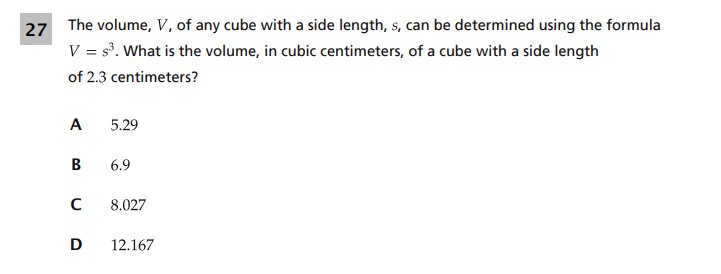 27 The volume, V, of any cube with a side length, s, can be determined using the formula
V = s³. What is the volume, in cubic centimeters, of a cube with a side length
of 2.3 centimeters?
A 5.29
B 6.9
C 8.027
D 12.167